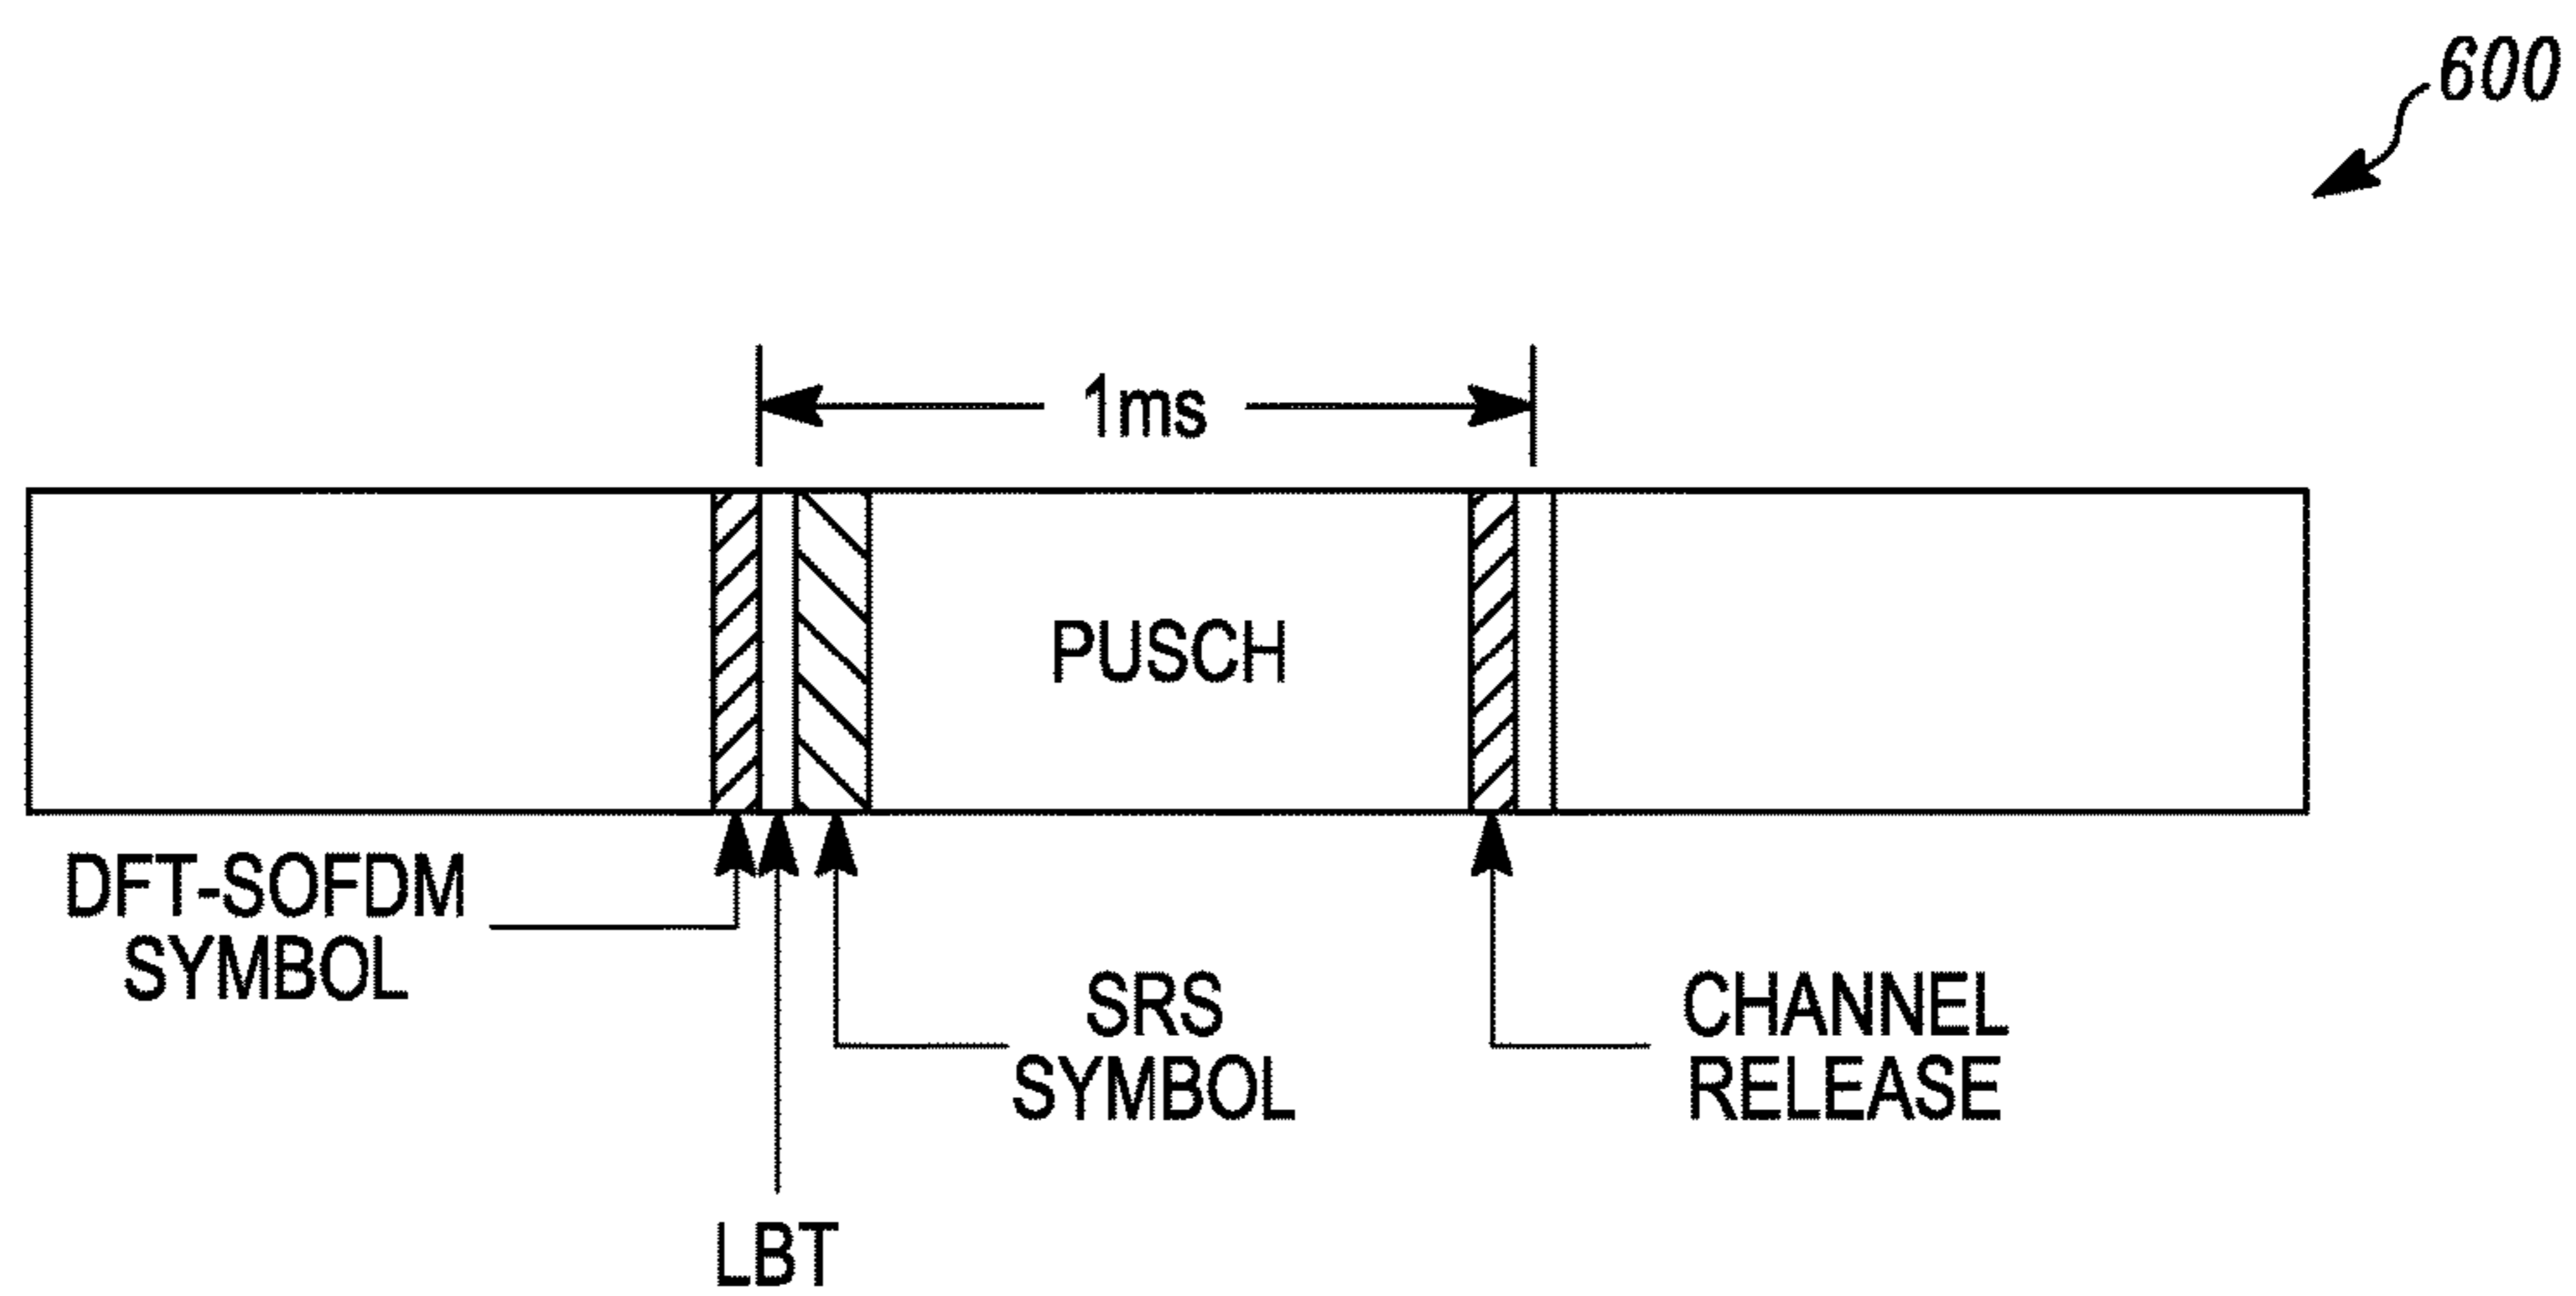 600
1ms
PUSCH
DFT-SOFDM
SYMBOL
SRS
SYMBOL
CHANNEL
RELEASE
LBT